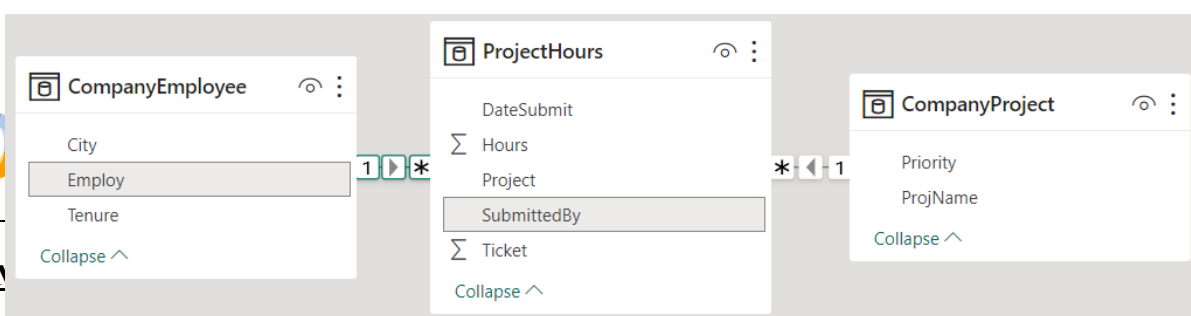 CompanyEmployee
City
Employ
Tenure
Collapse
1
*
ProjectHours
DateSubmit
Σ Hours
Project
SubmittedBy
Σ Ticket
Collapse
*
1
CompanyProject
Priority
ProjName
Collapse